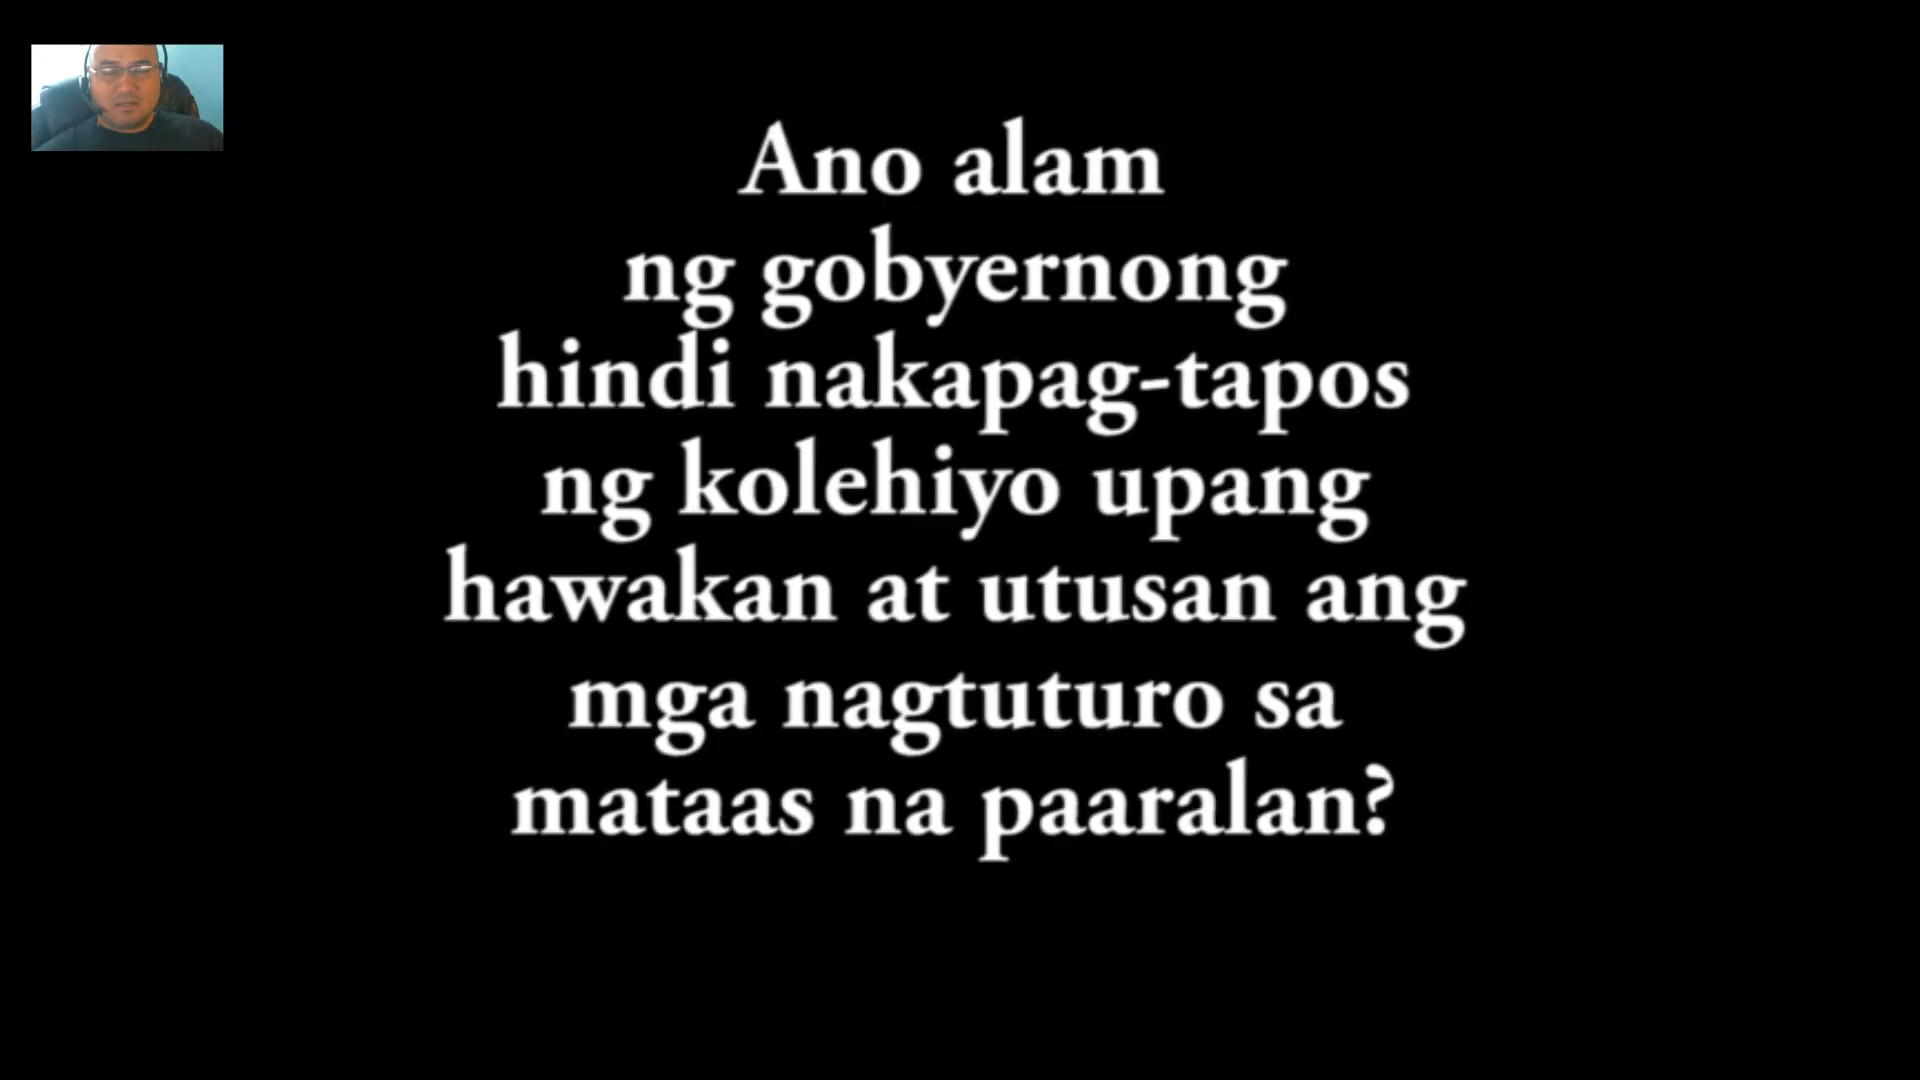 Ano alam
ng gobyernong
hindi nakapag-tapos
ng kolehiyo upang
hawakan at utusan ang
mga nagtuturo sa
mataas na paaralan?